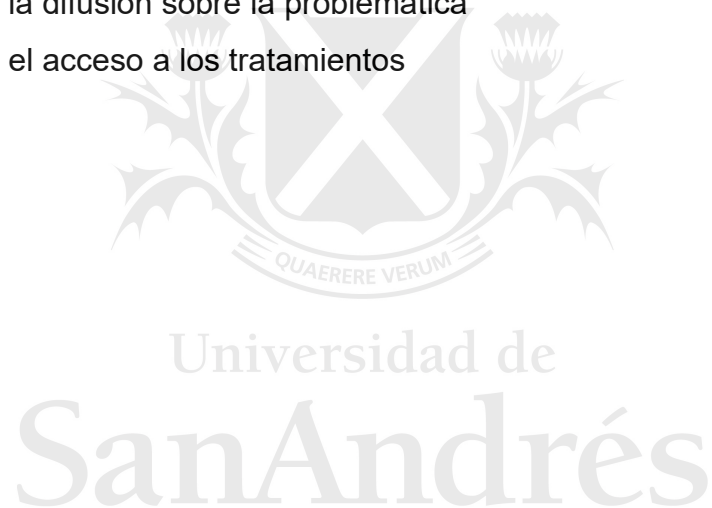 la difusión sobre la problemática
el acceso a los tratamientos
QUAERERE VERUM
Universidad de
SanAndrés